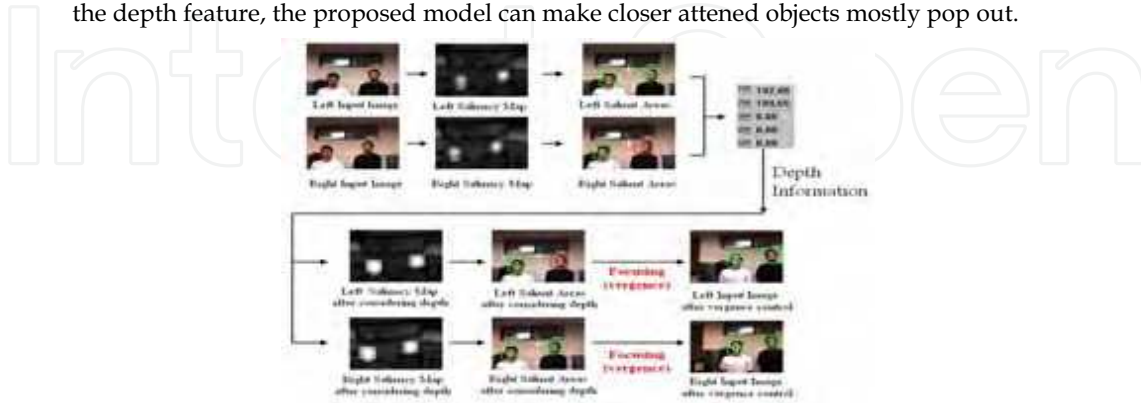 the depth feature, the proposed model can make closer attened objects mostly pop out.
Left Input Image
Left Saliency Map
Left Salient Areas
Right Input Image
Right Saliency Map
Right Salient Areas
Depth
Information
Left Saliency Map
after considering depth
Left Salient Areas
after considering depth
Focusing
(vergence)
Left Input Image
after vergence control
Right Saliency Map
after considering depth
Right Salient Areas
after considering depth
Focusing
(vergence)
Right Input Image
after vergence control